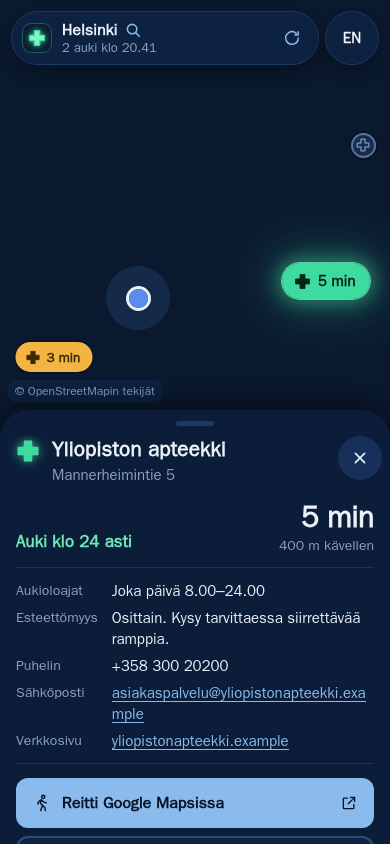 Helsinki
2 auki klo 20.41
EN
5 min
3 min
© OpenStreetMapin tekijät
Yliopiston apteekki
Mannerheimintie 5
5 min
Auki klo 24 asti
400 m kävellen
Aukioloajat Joka päivä 8.00–24.00
Esteettömyys Osittain. Kysy tarvittaessa siirrettävää
ramppia.
Puhelin +358 300 20200
Sähköposti asiakaspalvelu@yliopistonapteekki.exa
mple
Verkkosivu yliopistonapteekki.example
Reitti Google Mapsissa